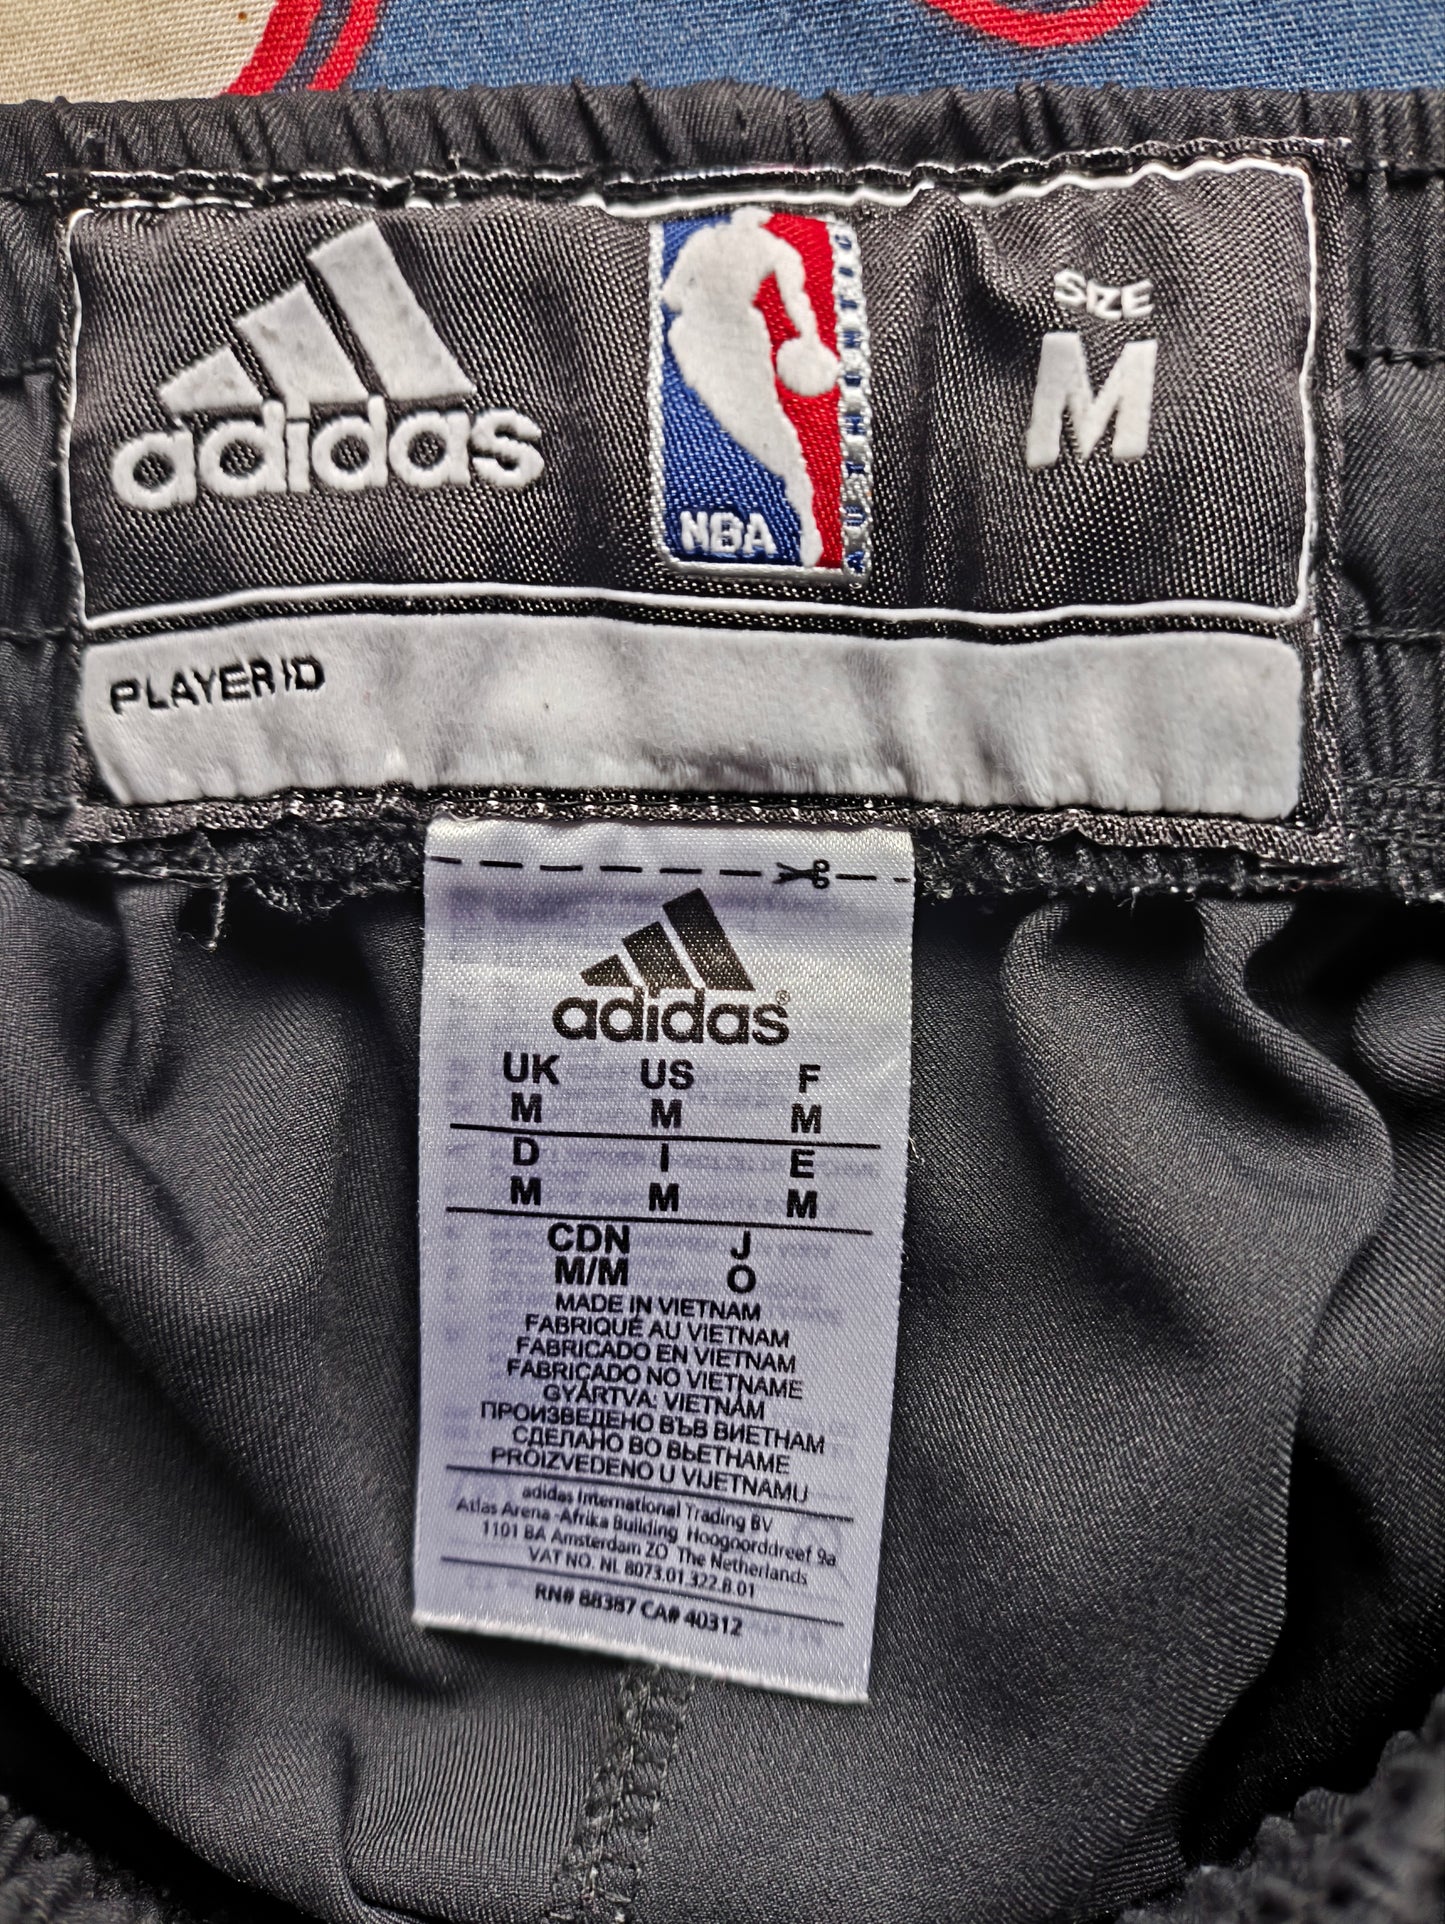 adidas
NBA
AUTHENTIC
SIZE
M
PLAYER ID
adidas®
UK US F
M M M
D I E
M M M
CDN J
M/M O
MADE IN VIETNAM
FABRIQUÉ AU VIETNAM
FABRICADO EN VIETNAM
FABRICADO NO VIETNAME
GYÁRTVA: VIETNÁM
ПРОИЗВЕДЕНО ВЪВ ВИЕТНАМ
СДЕЛАНО ВО ВЬЕТНАМЕ
PROIZVEDENO U VIJETNAMU
adidas International Trading BV
Atlas Arena -Afrika Building Hoogoorddreef 9a
1101 BA Amsterdam ZO The Netherlands
VAT NO. NL 8073.01.322.B.01
RN# 88387 CA# 40312